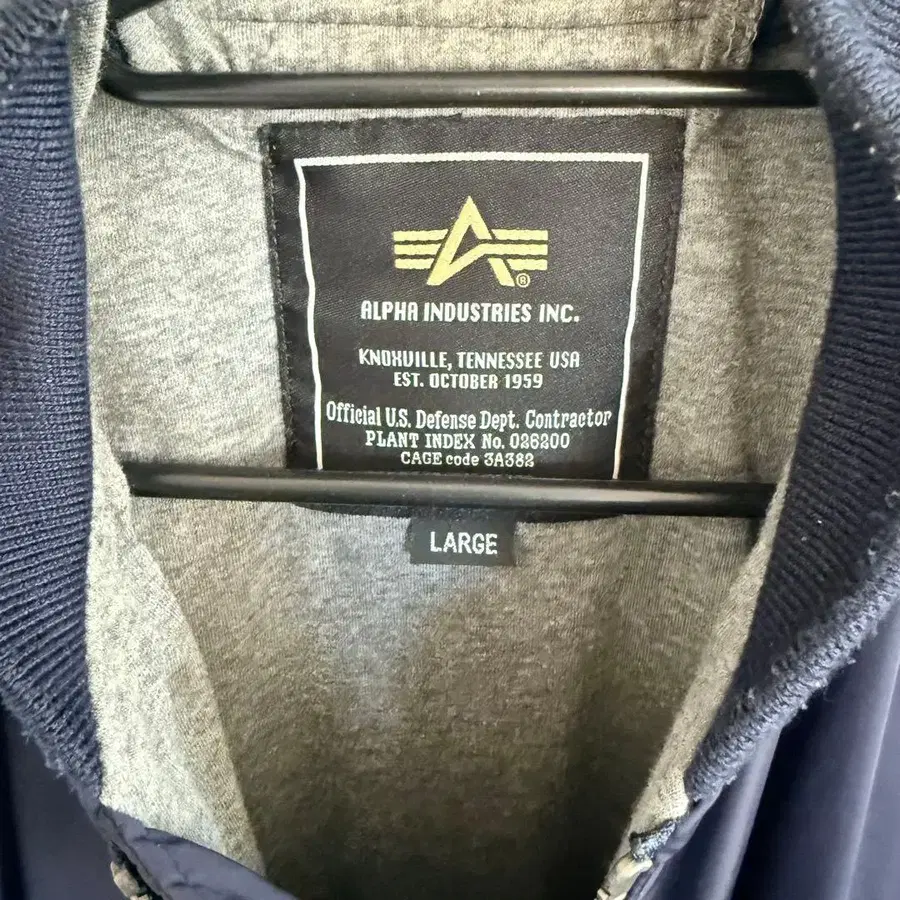 ®
ALPHA INDUSTRIES INC.
KNOXVILLE, TENNESSEE USA
EST. OCTOBER 1959
Official U.S. Defense Dept. Contractor
PLANT INDEX No. 026200
CAGE code 3A382
LARGE